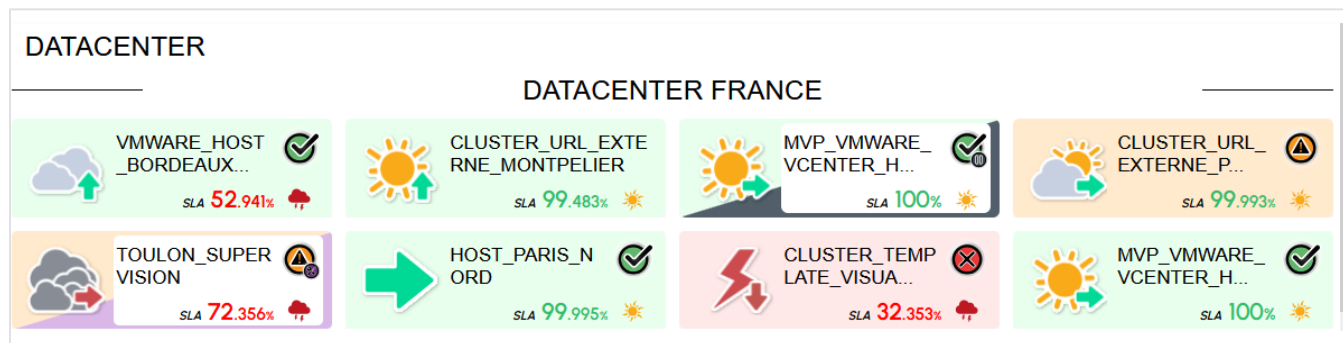 DATACENTER
DATACENTER FRANCE
VMWARE_HOST
_BORDEAUX...
SLA 52.941%
CLUSTER_URL_EXTE
RNE_MONTPELIER
SLA 99.483%
MVP_VMWARE_
VCENTER_H...
SLA 100%
CLUSTER_URL_
EXTERNE_P...
SLA 99.993%
TOULON_SUPER
VISION
SLA 72.356%
HOST_PARIS_N
ORD
SLA 99.995%
CLUSTER_TEMP
LATE_VISUA...
SLA 32.353%
MVP_VMWARE_
VCENTER_H...
SLA 100%